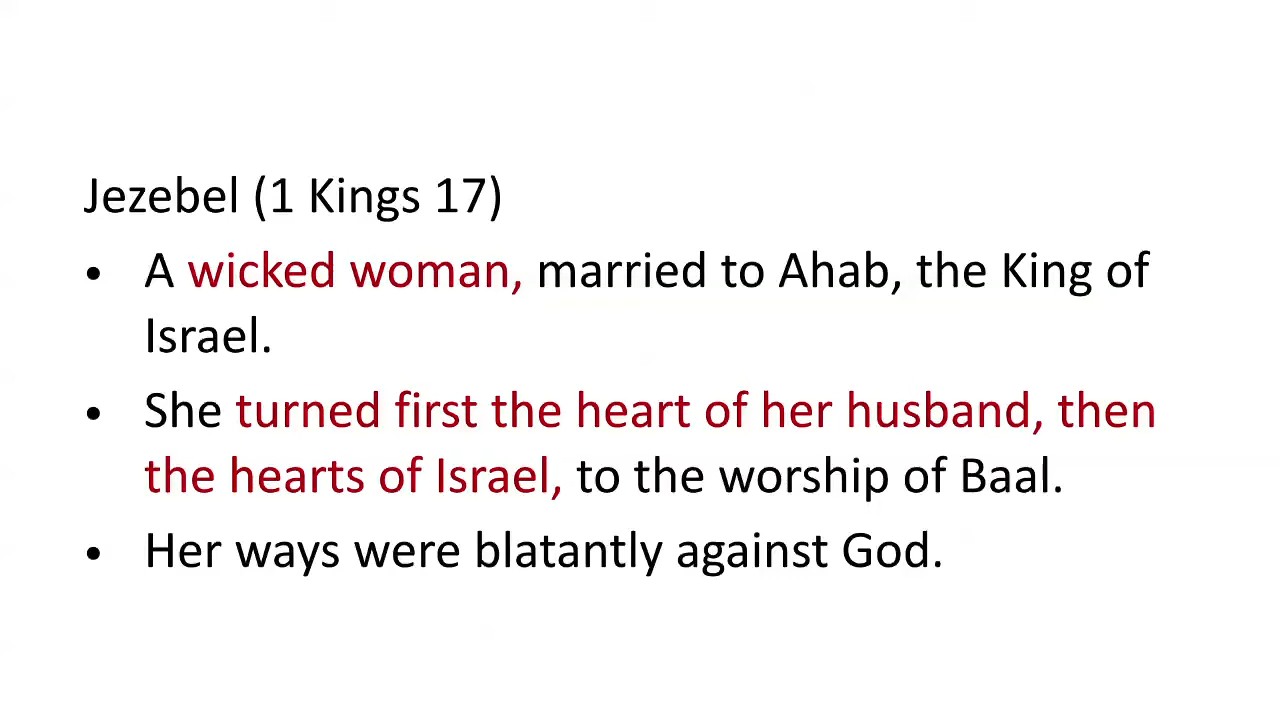 Jezebel (1 Kings 17)
• A wicked woman, married to Ahab, the King of
Israel.
• She turned first the heart of her husband, then
the hearts of Israel, to the worship of Baal.
• Her ways were blatantly against God.